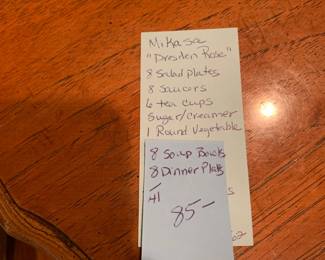 Mikasa
"Dresden Rose"
8 Salad plates
8 Saucers
6 tea cups
Sugar/creamer
1 Round Vegetable
8 Soup Bowls
8 Dinner Plates
41
85—
62